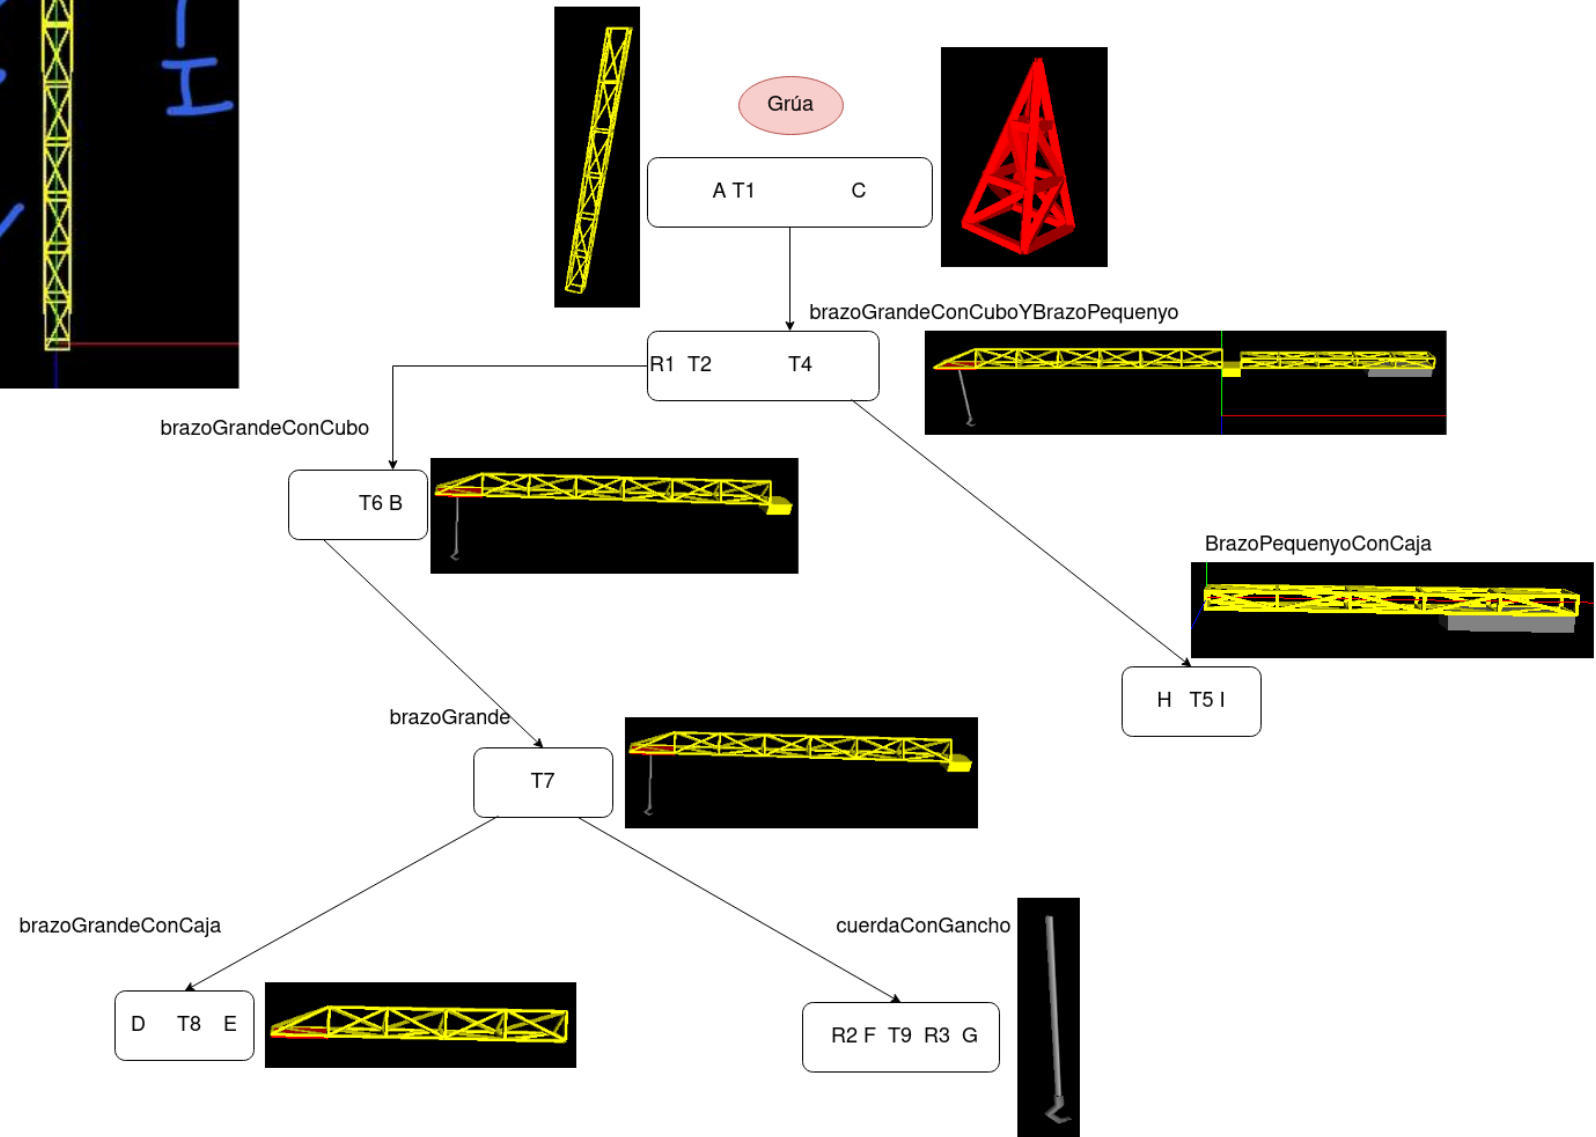 Grúa
A T1 C
brazoGrandeConCuboYBrazoPequenyo
R1 T2 T4
brazoGrandeConCubo
T6 B
BrazoPequenyoConCaja
H T5 I
brazoGrande
T7
brazoGrandeConCaja
cuerdaConGancho
D T8 E
R2 F T9 R3 G